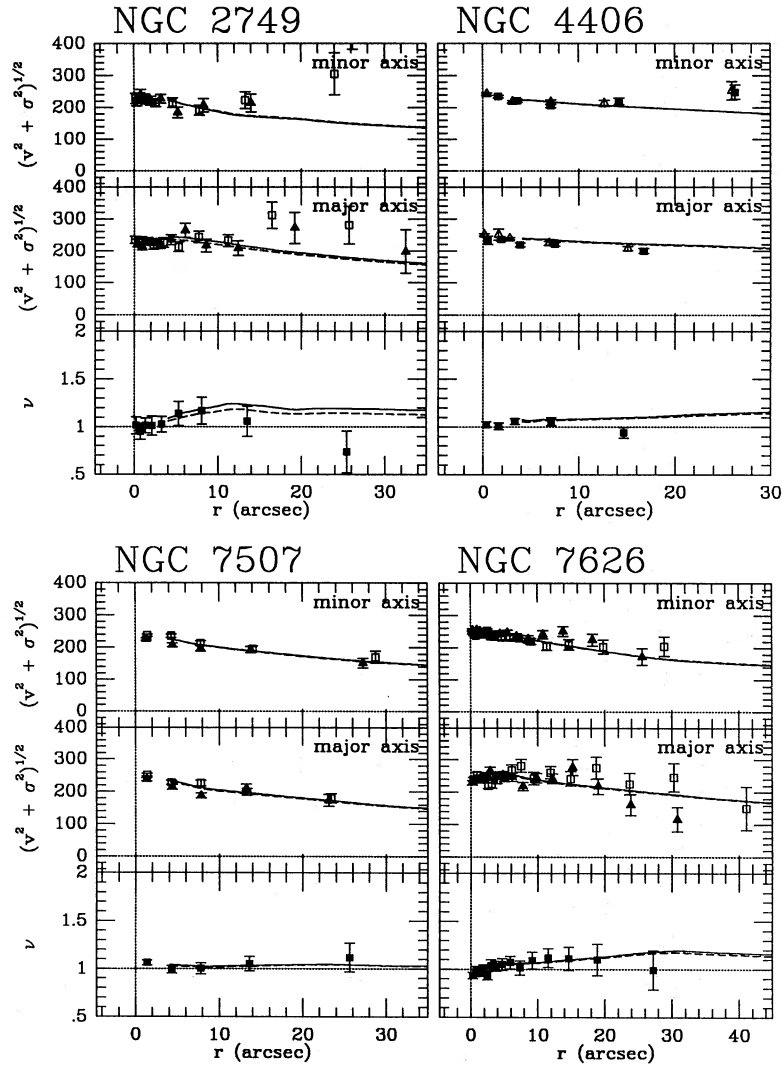 NGC 2749
NGC 4406
400
300
200
100
0
(v² + σ²)^1/2
minor axis
minor axis
400
300
200
100
0
(v² + σ²)^1/2
major axis
major axis
2
1.5
1
.5
ν
0 10 20 30
r (arcsec)
0 10 20 30
r (arcsec)
NGC 7507
NGC 7626
400
300
200
100
0
(v² + σ²)^1/2
minor axis
minor axis
400
300
200
100
0
(v² + σ²)^1/2
major axis
major axis
2
1.5
1
.5
ν
0 10 20 30
r (arcsec)
0 10 20 30 40
r (arcsec)